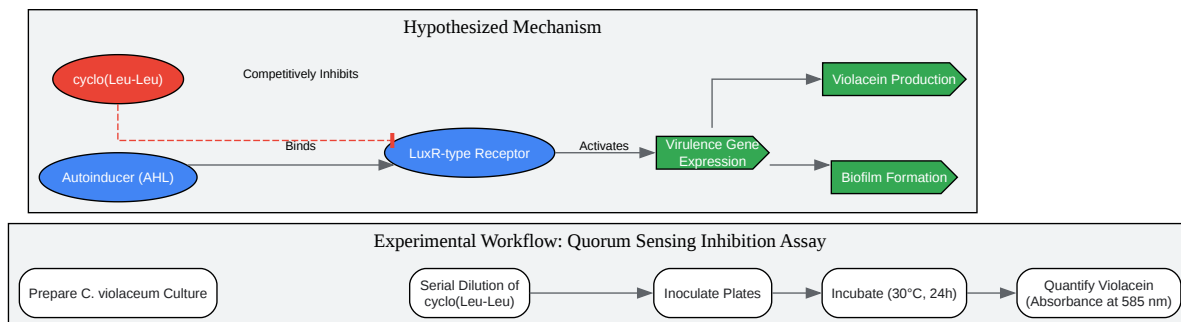 Hypothesized Mechanism
cyclo(Leu-Leu)
Competitively Inhibits
Violacein Production
Binds
LuxR-type Receptor
Activates
Virulence Gene
Expression
Autoinducer (AHL)
Biofilm Formation
Experimental Workflow: Quorum Sensing Inhibition Assay
Prepare C. violaceum Culture
Serial Dilution of
cyclo(Leu-Leu)
Inoculate Plates
Incubate (30°C, 24h)
Quantify Violacein
(Absorbance at 585 nm)